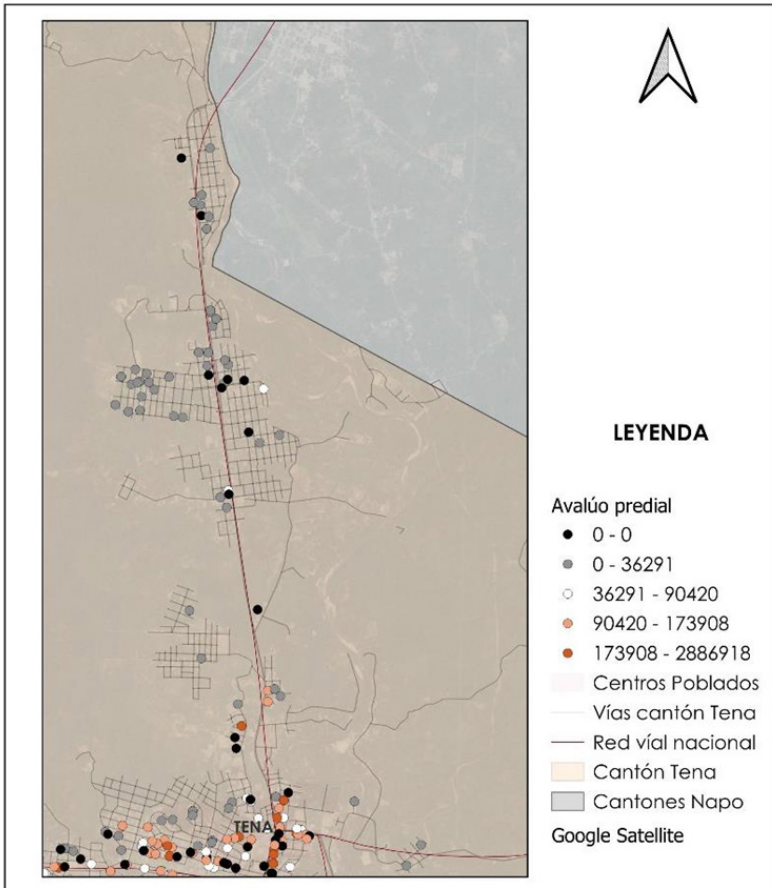 TENA
LEYENDA
Avalúo predial
0 - 0
0 - 36291
36291 - 90420
90420 - 173908
173908 - 2886918
Centros Poblados
Vías cantón Tena
Red víal nacional
Cantón Tena
Cantones Napo
Google Satellite